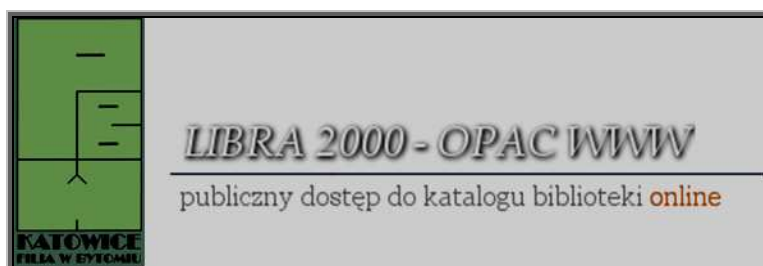 LIBRA 2000 - OPAC WWW
publiczny dostęp do katalogu biblioteki online
KATOWICE
FILIA W BYTOMIU